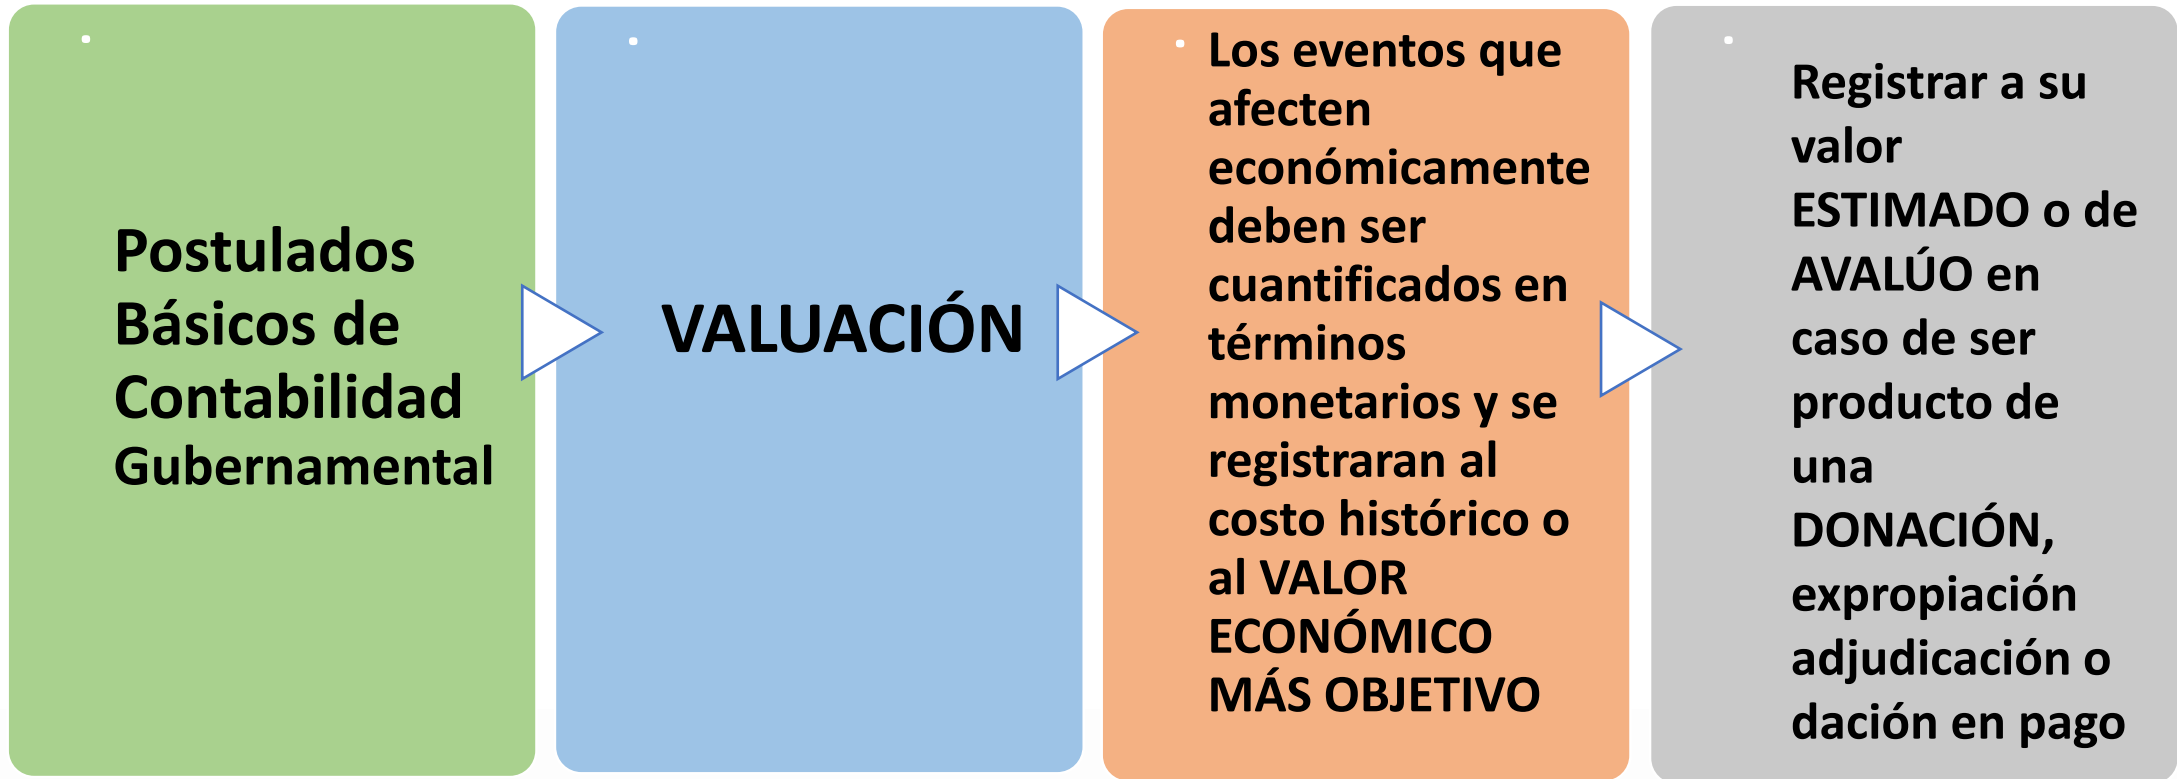 Postulados
Básicos de
Contabilidad
Gubernamental
VALUACIÓN
Los eventos que
afecten
económicamente
deben ser
cuantificados en
términos
monetarios y se
registraran al
costo histórico o
al VALOR
ECONÓMICO
MÁS OBJETIVO
Registrar a su
valor
ESTIMADO o de
AVALÚO en
caso de ser
producto de
una
DONACIÓN,
expropiación
adjudicación o
dación en pago